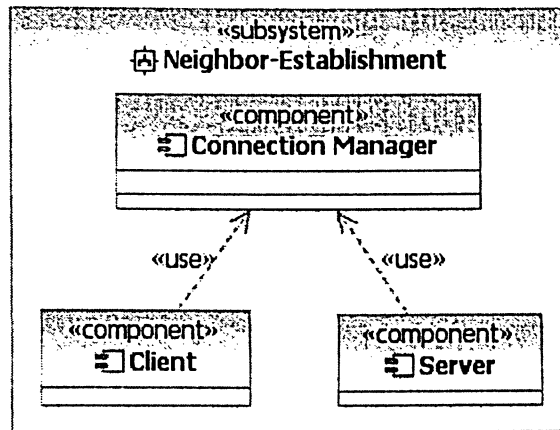 «subsystem»
Neighbor-Establishment
«component»
Connection Manager
«use»
«use»
«component»
Client
«component»
Server